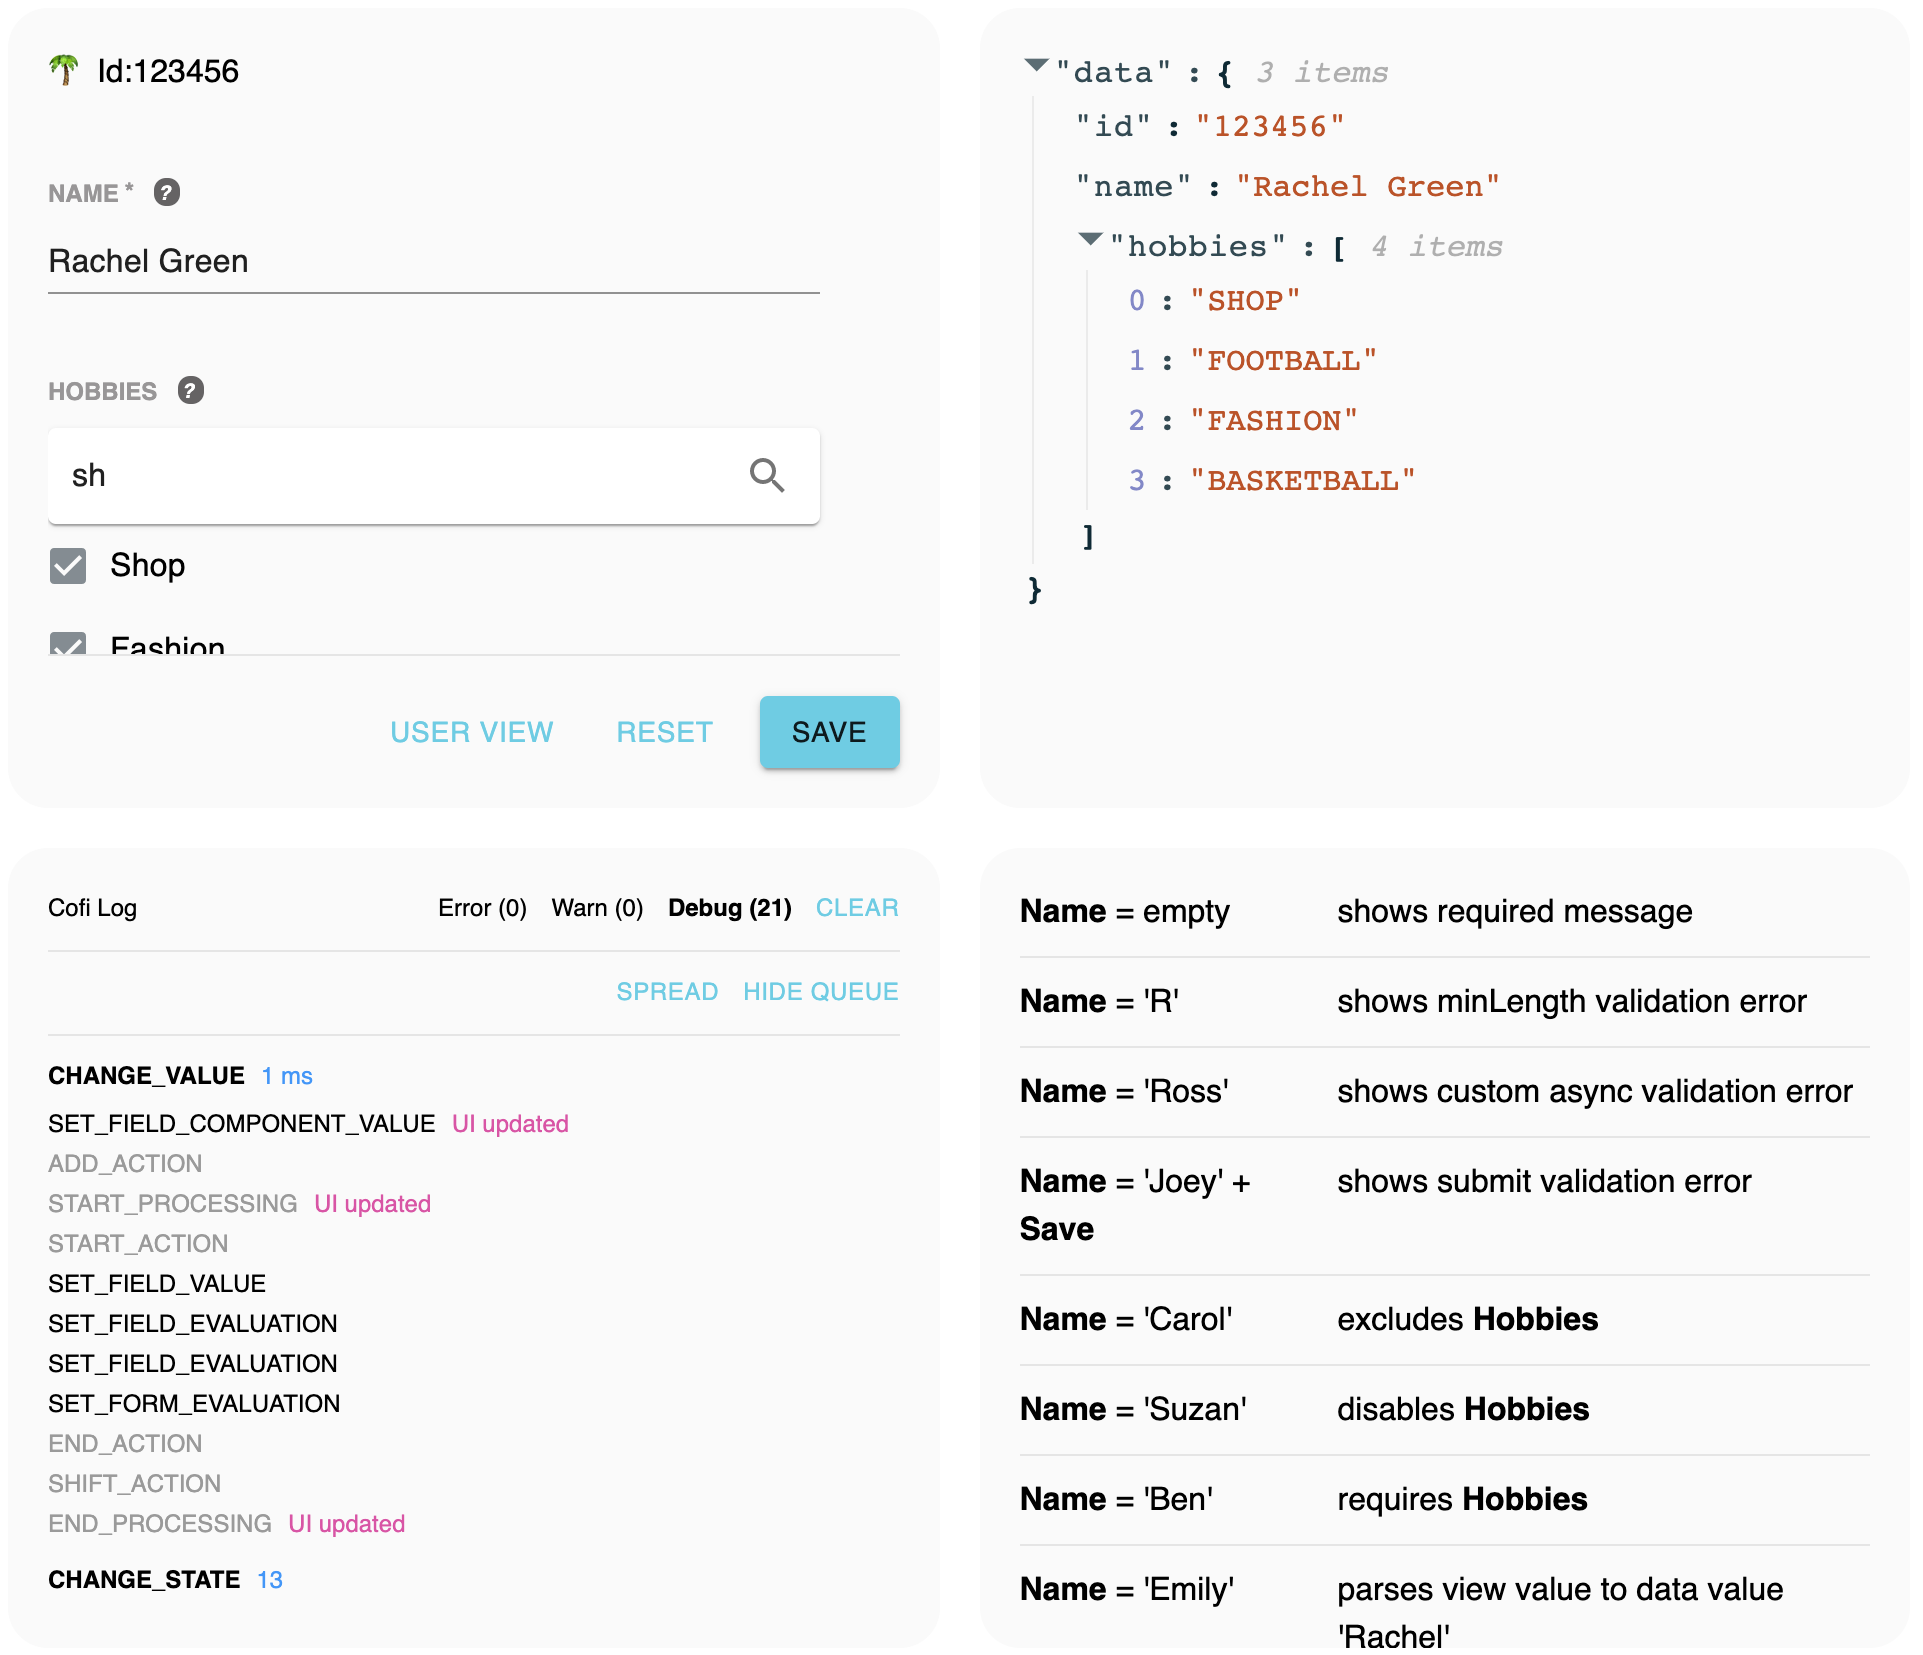 Id:123456
NAME * ?
Rachel Green
HOBBIES ?
sh
Shop
Fashion
USER VIEW RESET SAVE
"data" : { 3 items
"id" : "123456"
"name" : "Rachel Green"
"hobbies" : [ 4 items
0 : "SHOP"
1 : "FOOTBALL"
2 : "FASHION"
3 : "BASKETBALL"
]
}
Cofi Log Error (0) Warn (0) Debug (21) CLEAR
SPREAD HIDE QUEUE
CHANGE_VALUE 1 ms
SET_FIELD_COMPONENT_VALUE UI updated
ADD_ACTION
START_PROCESSING UI updated
START_ACTION
SET_FIELD_VALUE
SET_FIELD_EVALUATION
SET_FIELD_EVALUATION
SET_FORM_EVALUATION
END_ACTION
SHIFT_ACTION
END_PROCESSING UI updated
CHANGE_STATE 13
Name = empty shows required message
Name = 'R' shows minLength validation error
Name = 'Ross' shows custom async validation error
Name = 'Joey' + shows submit validation error
Save
Name = 'Carol' excludes Hobbies
Name = 'Suzan' disables Hobbies
Name = 'Ben' requires Hobbies
Name = 'Emily' parses view value to data value
'Rachel'